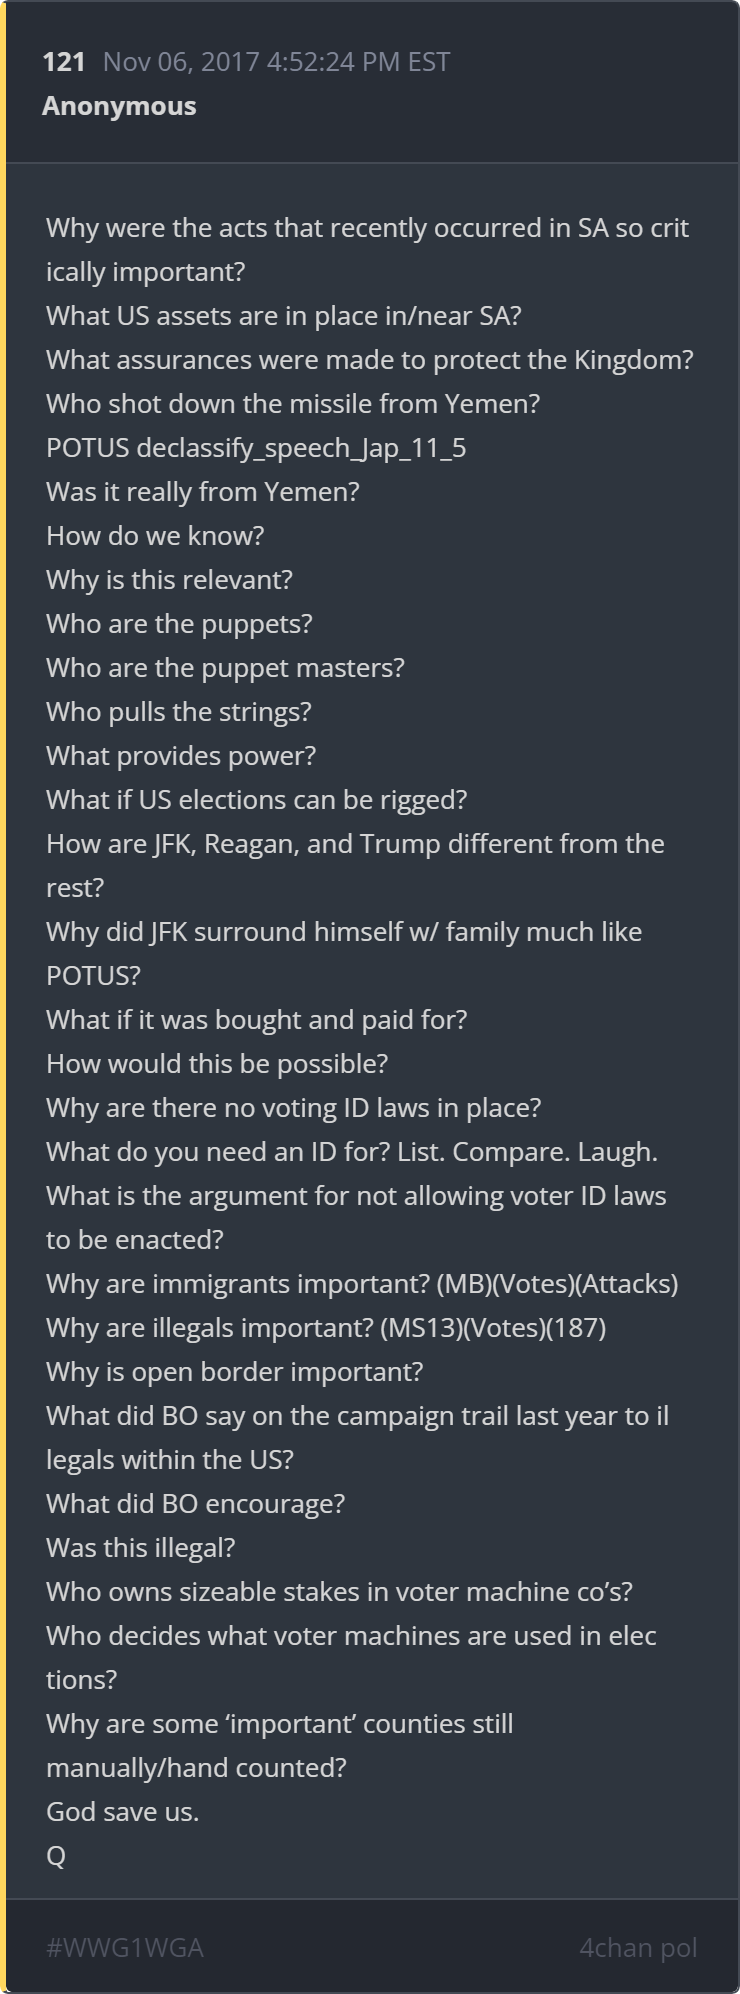 121 Nov 06, 2017 4:52:24 PM EST
Anonymous
Why were the acts that recently occurred in SA so crit
ically important?
What US assets are in place in/near SA?
What assurances were made to protect the Kingdom?
Who shot down the missile from Yemen?
POTUS declassify_speech_Jap_11_5
Was it really from Yemen?
How do we know?
Why is this relevant?
Who are the puppets?
Who are the puppet masters?
Who pulls the strings?
What provides power?
What if US elections can be rigged?
How are JFK, Reagan, and Trump different from the
rest?
Why did JFK surround himself w/ family much like
POTUS?
What if it was bought and paid for?
How would this be possible?
Why are there no voting ID laws in place?
What do you need an ID for? List. Compare. Laugh.
What is the argument for not allowing voter ID laws
to be enacted?
Why are immigrants important? (MB)(Votes)(Attacks)
Why are illegals important? (MS13)(Votes)(187)
Why is open border important?
What did BO say on the campaign trail last year to il
legals within the US?
What did BO encourage?
Was this illegal?
Who owns sizeable stakes in voter machine co’s?
Who decides what voter machines are used in elec
tions?
Why are some ‘important’ counties still
manually/hand counted?
God save us.
Q
#WWG1WGA 4chan pol